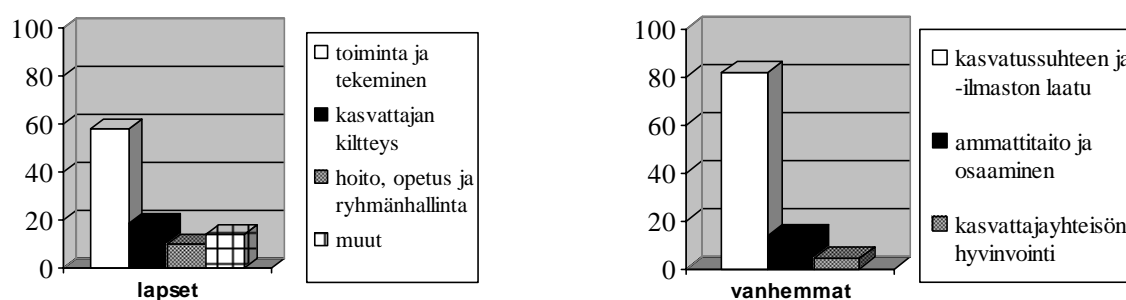 100
80
60
40
20
0
lapset
toiminta ja
tekeminen
kasvattajan
kiltteys
hoito, opetus ja
ryhmänhallinta
muut
100
80
60
40
20
0
vanhemmat
kasvatussuhteen ja
-ilmaston laatu
ammattitaito ja
osaaminen
kasvattajayhteisön
hyvinvointi